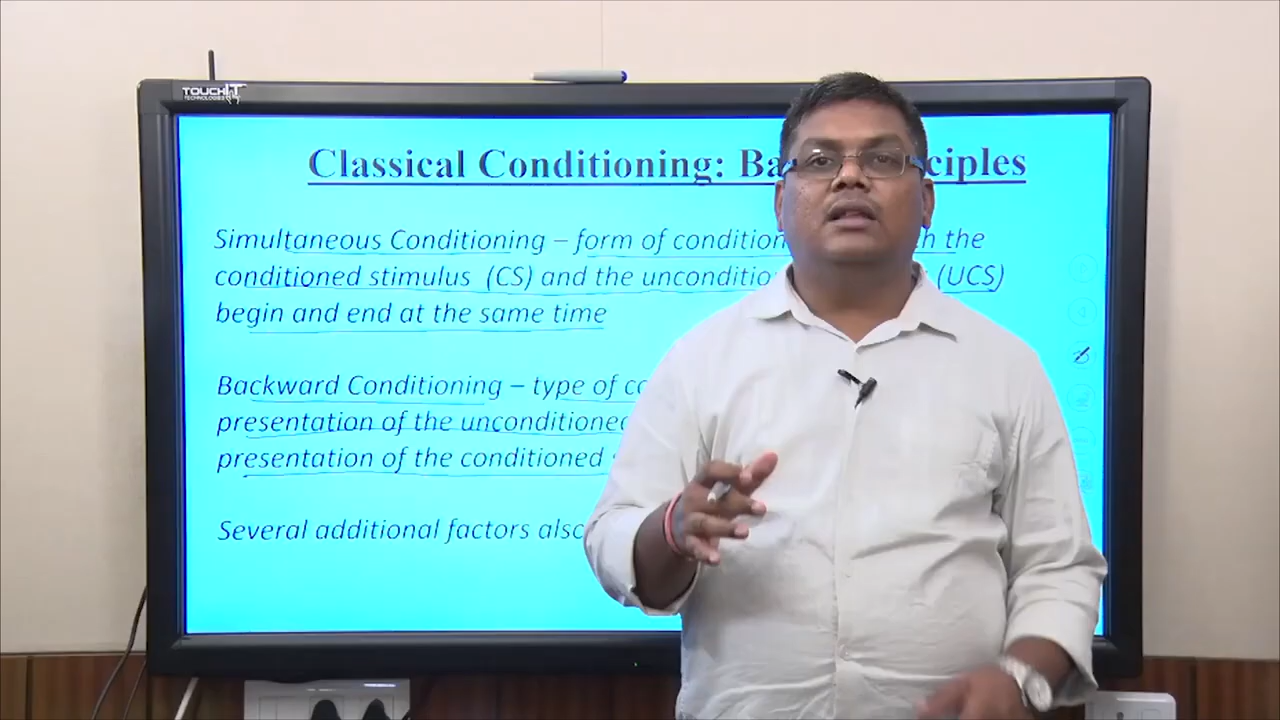 TOUCHIT
TECHNOLOGIES
Classical Conditioning: Ba ciples
Simultaneous Conditioning – form of condition h the
conditioned stimulus (CS) and the unconditio (UCS)
begin and end at the same time
Backward Conditioning – type of co
presentation of the unconditioned
presentation of the conditioned
Several additional factors also